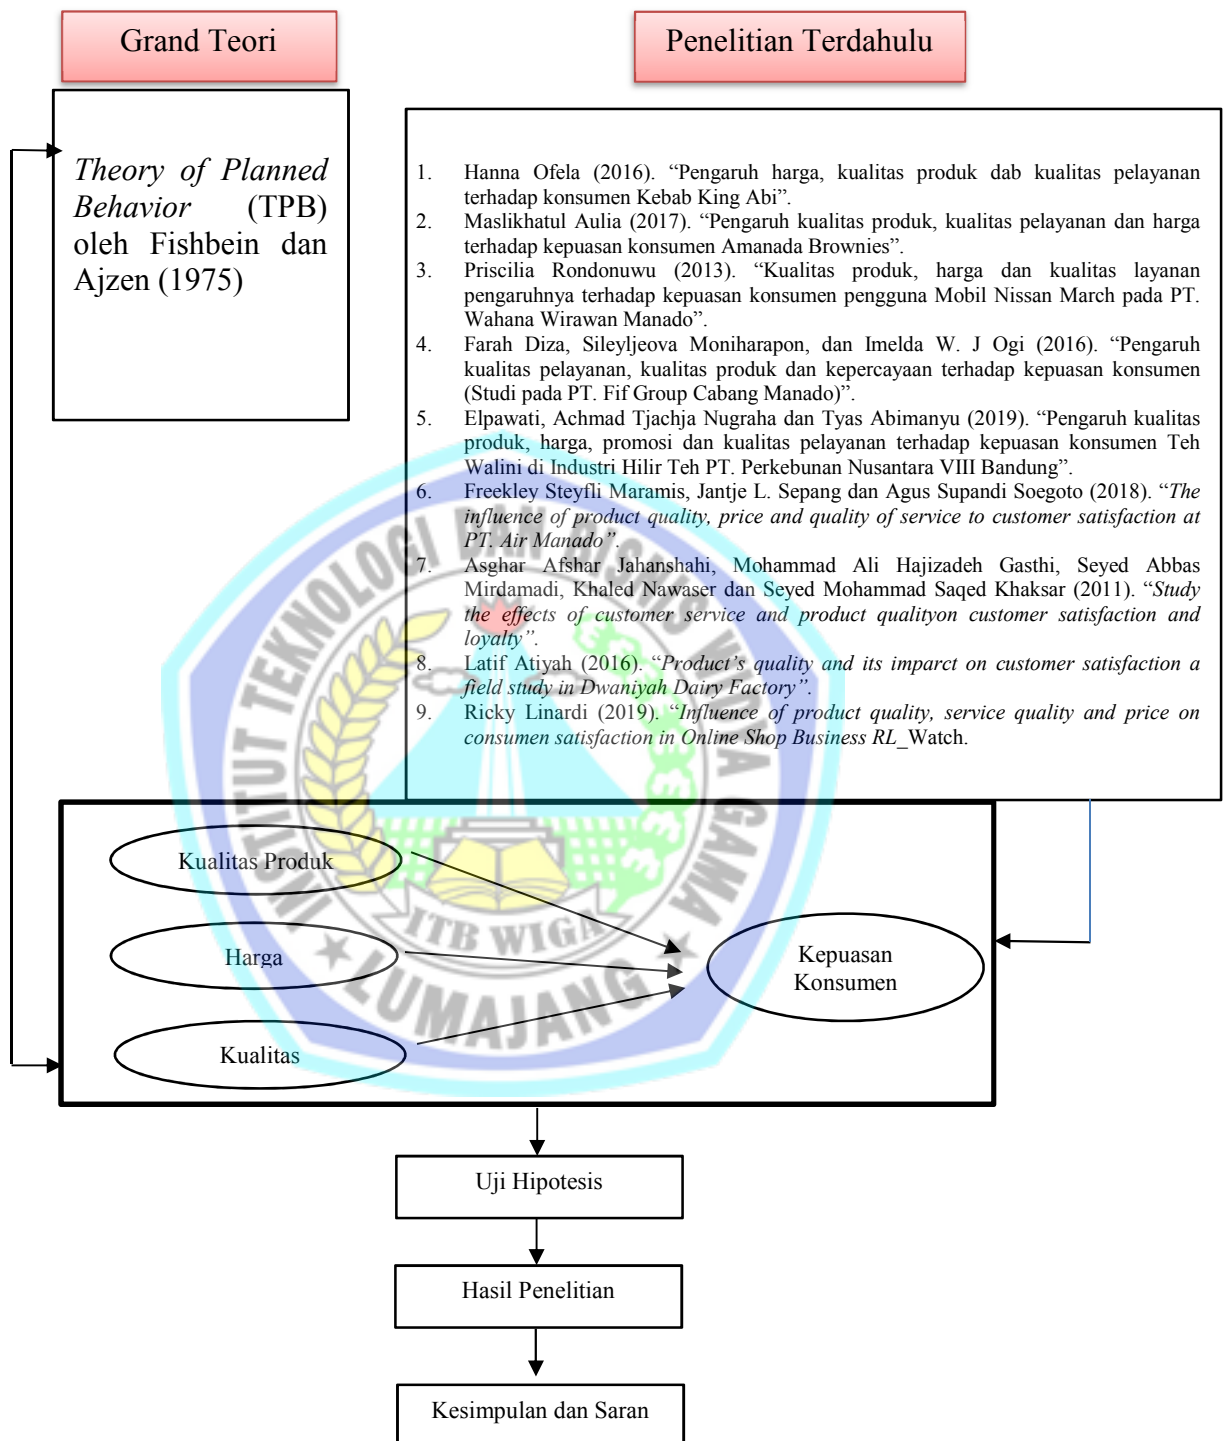 Grand Teori
Penelitian Terdahulu
Theory of Planned
Behavior (TPB)
oleh Fishbein dan
Ajzen (1975)
1. Hanna Ofela (2016). “Pengaruh harga, kualitas produk dab kualitas pelayanan
terhadap konsumen Kebab King Abi”.
2. Maslikhatul Aulia (2017). “Pengaruh kualitas produk, kualitas pelayanan dan harga
terhadap kepuasan konsumen Amanada Brownies”.
3. Priscilia Rondonuwu (2013). “Kualitas produk, harga dan kualitas layanan
pengaruhnya terhadap kepuasan konsumen pengguna Mobil Nissan March pada PT.
Wahana Wirawan Manado”.
4. Farah Diza, Sileyljeova Moniharapon, dan Imelda W. J Ogi (2016). “Pengaruh
kualitas pelayanan, kualitas produk dan kepercayaan terhadap kepuasan konsumen
(Studi pada PT. Fif Group Cabang Manado)”.
5. Elpawati, Achmad Tjachja Nugraha dan Tyas Abimanyu (2019). “Pengaruh kualitas
produk, harga, promosi dan kualitas pelayanan terhadap kepuasan konsumen Teh
Walini di Industri Hilir Teh PT. Perkebunan Nusantara VIII Bandung”.
6. Freekley Steyfli Maramis, Jantje L. Sepang dan Agus Supandi Soegoto (2018). “The
influence of product quality, price and quality of service to customer satisfaction at
PT. Air Manado”.
7. Asghar Afshar Jahanshahi, Mohammad Ali Hajizadeh Gasthi, Seyed Abbas
Mirdamadi, Khaled Nawaser dan Seyed Mohammad Saqed Khaksar (2011). “Study
the effects of customer service and product qualityon customer satisfaction and
loyalty”.
8. Latif Atiyah (2016). “Product’s quality and its imparct on customer satisfaction a
field study in Dwaniyah Dairy Factory”.
9. Ricky Linardi (2019). “Influence of product quality, service quality and price on
consumen satisfaction in Online Shop Business RL_Watch.
INSTITUT TEKNOLOGI DAN BISNIS WIDYA GAMA
ITB WIGA
★ LUMAJANG ★
Kualitas Produk
Harga
Kualitas
Kepuasan
Konsumen
Uji Hipotesis
Hasil Penelitian
Kesimpulan dan Saran